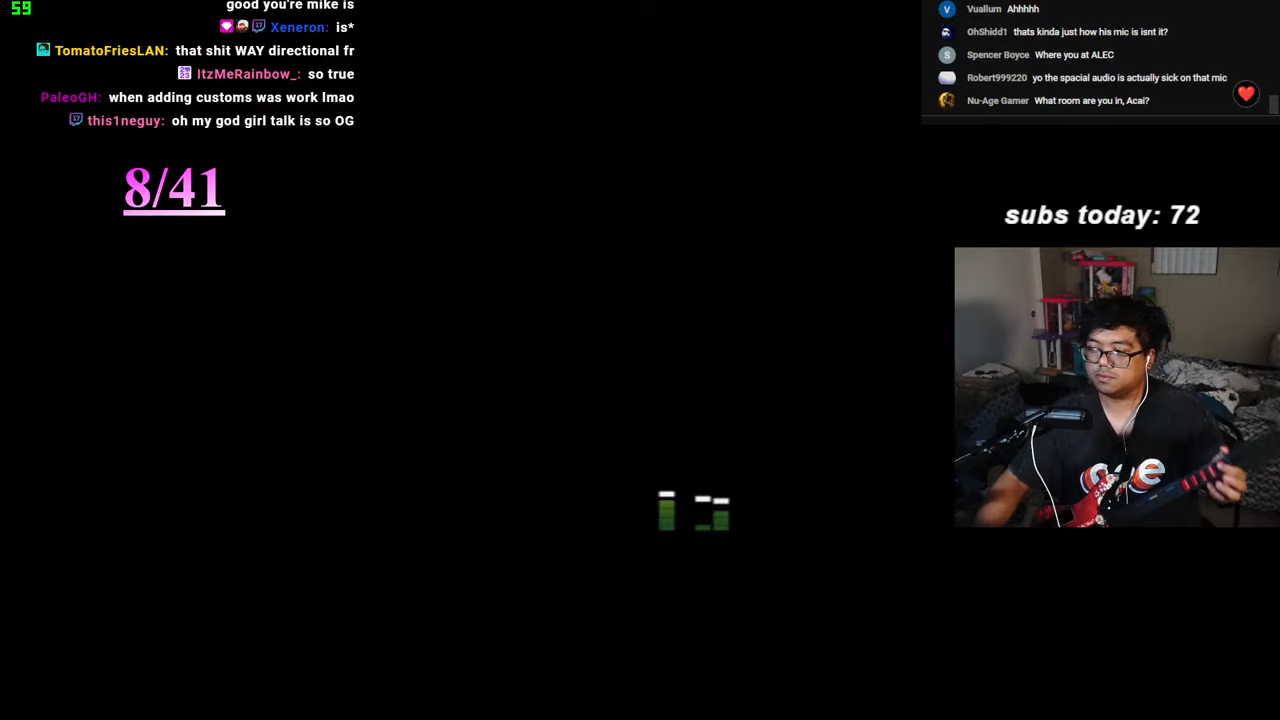 59
good you're mike is
Xeneron: is*
TomatoFriesLAN: that shit WAY directional fr
ItzMeRainbow_: so true
PaleoGH: when adding customs was work lmao
this1neguy: oh my god girl talk is so OG
8/41
Vuallum Ahhhhh
OhShidd1 thats kinda just how his mic is isnt it?
Spencer Boyce Where you at ALEC
Robert999220 yo the spacial audio is actually sick on that mic
Nu-Age Gamer What room are you in, Acai?
subs today: 72